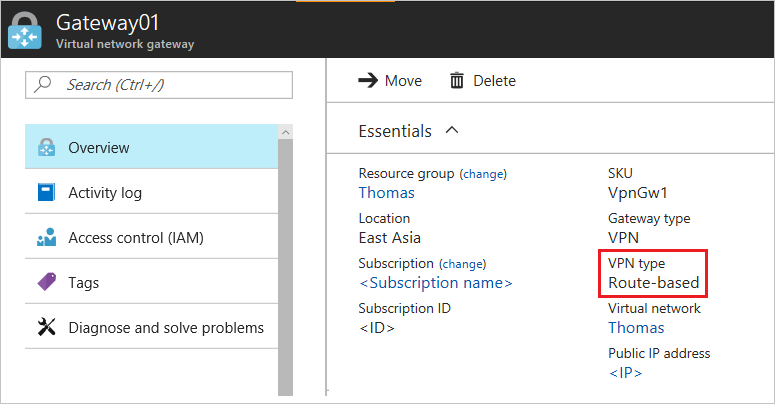 Gateway01
Virtual network gateway
Search (Ctrl+/)
Overview
Activity log
Access control (IAM)
Tags
Diagnose and solve problems
Move Delete
Essentials
Resource group (change)
Thomas
Location
East Asia
Subscription (change)
<Subscription name>
Subscription ID
<ID>
SKU
VpnGw1
Gateway type
VPN
VPN type
Route-based
Virtual network
Thomas
Public IP address
<IP>